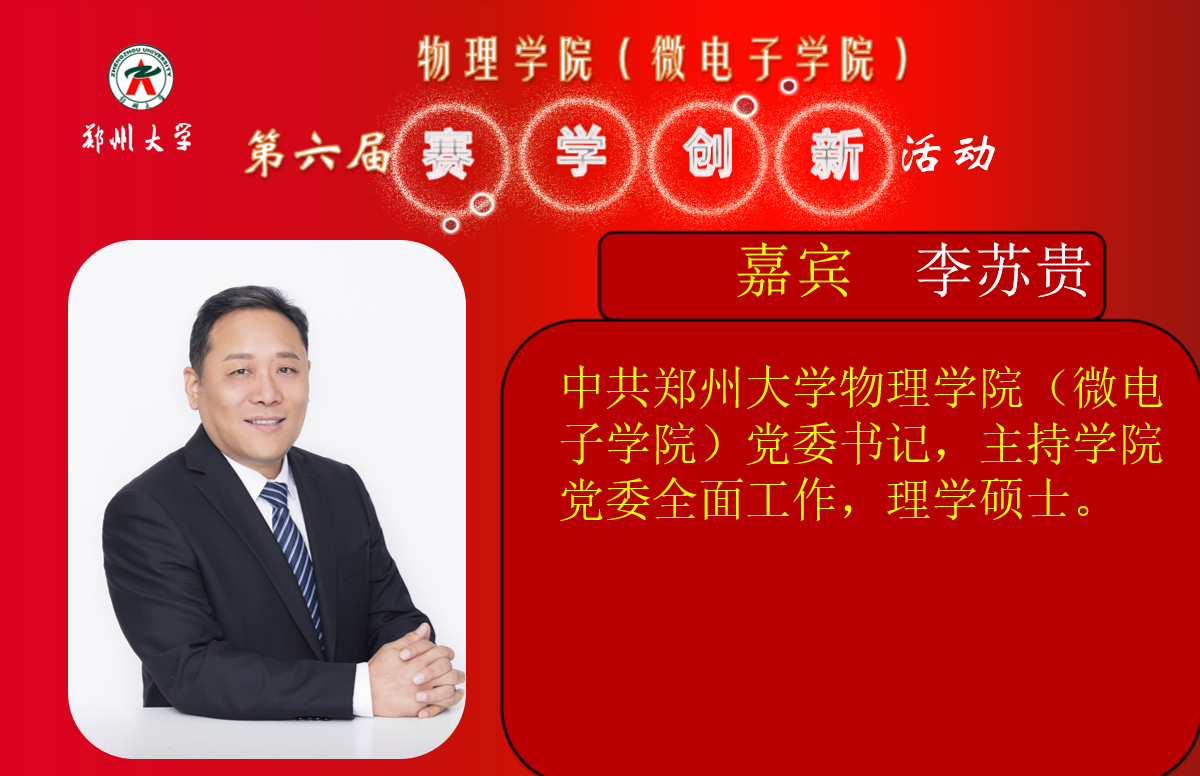 物理学院（微电子学院）
ZHENGZHOU UNIVERSITY
郑州大学
第六届赛学创新活动
嘉宾 李苏贵
中共郑州大学物理学院（微电
子学院）党委书记，主持学院
党委全面工作，理学硕士。